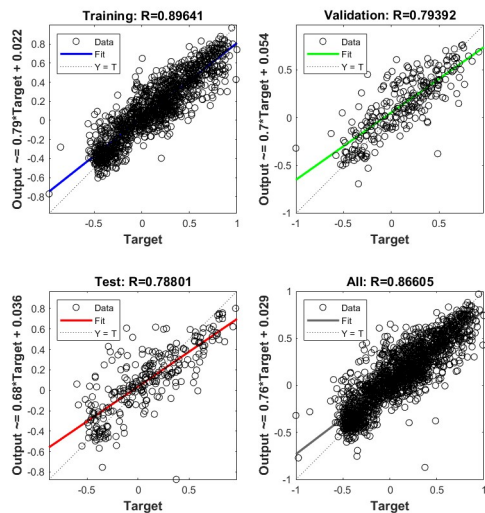 Training: R=0.89641
Output ~= 0.79*Target + 0.022
0.8
0.6
0.4
0.2
0
-0.2
-0.4
-0.6
-0.8
Data
Fit
Y = T
-0.5
0
0.5
1
Target
Validation: R=0.79392
Output ~= 0.7*Target + 0.054
0.5
0
-0.5
-1
Data
Fit
Y = T
-1
-0.5
0
0.5
Target
Test: R=0.78801
Output ~= 0.68*Target + 0.036
0.8
0.6
0.4
0.2
0
-0.2
-0.4
-0.6
-0.8
Data
Fit
Y = T
-0.5
0
0.5
Target
All: R=0.86605
Output ~= 0.76*Target + 0.029
1
0.5
0
-0.5
-1
Data
Fit
Y = T
-1
-0.5
0
0.5
1
Target